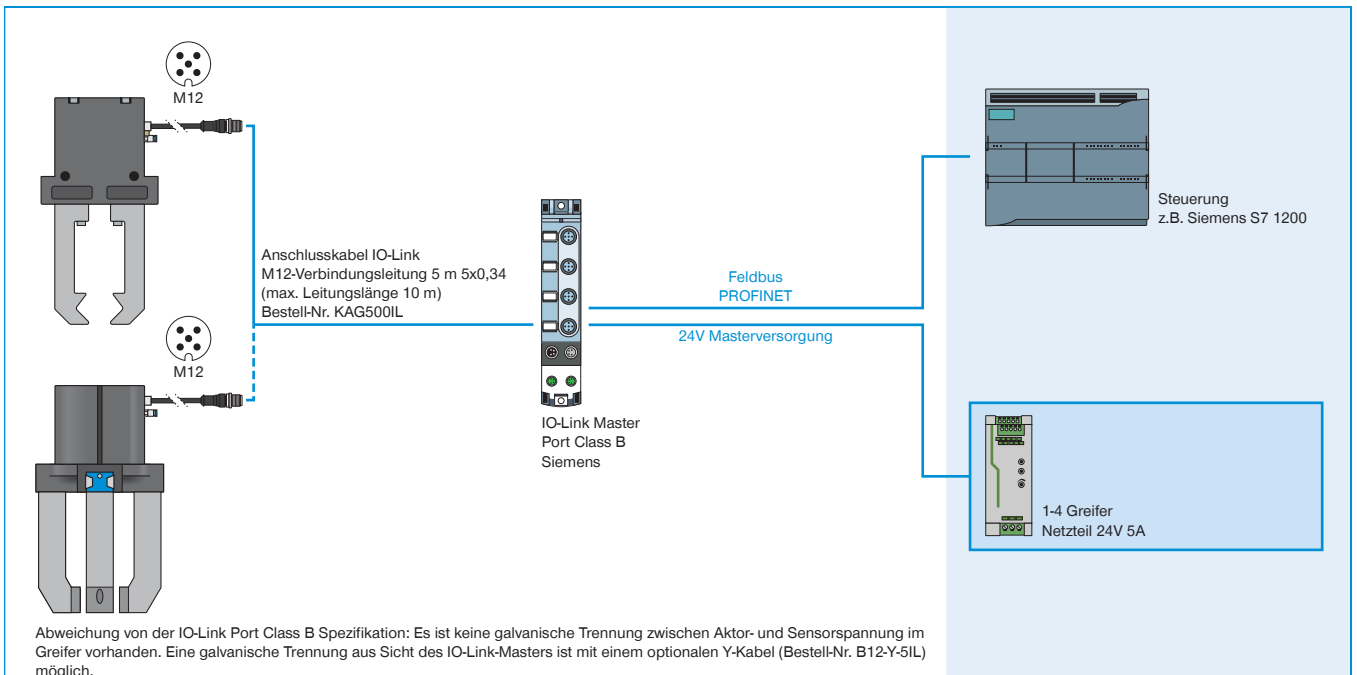 M12
Anschlusskabel IO-Link
M12-Verbindungsleitung 5 m 5x0,34
(max. Leitungslänge 10 m)
Bestell-Nr. KAG500IL
M12
IO-Link Master
Port Class B
Siemens
Feldbus
PROFINET
24V Masterversorgung
Steuerung
z.B. Siemens S7 1200
1-4 Greifer
Netzteil 24V 5A
Abweichung von der IO-Link Port Class B Spezifikation: Es ist keine galvanische Trennung zwischen Aktor- und Sensorspannung im
Greifer vorhanden. Eine galvanische Trennung aus Sicht des IO-Link-Masters ist mit einem optionalen Y-Kabel (Bestell-Nr. B12-Y-5IL)
möglich.